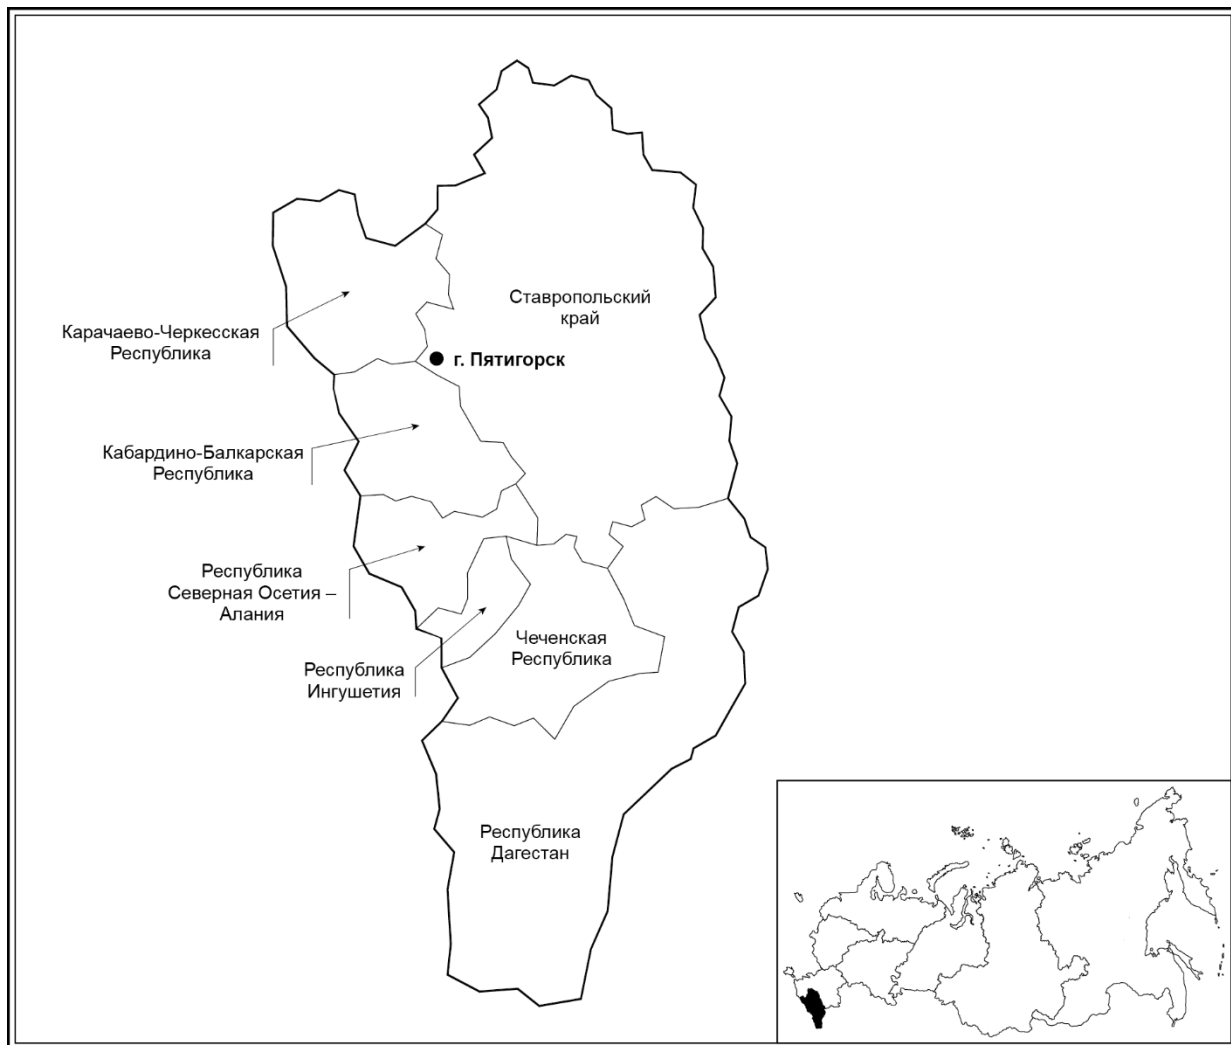 Ставропольский
край
Карачаево-Черкесская
Республика
г. Пятигорск
Кабардино-Балкарская
Республика
Республика
Северная Осетия –
Алания
Чеченская
Республика
Республика
Ингушетия
Республика
Дагестан